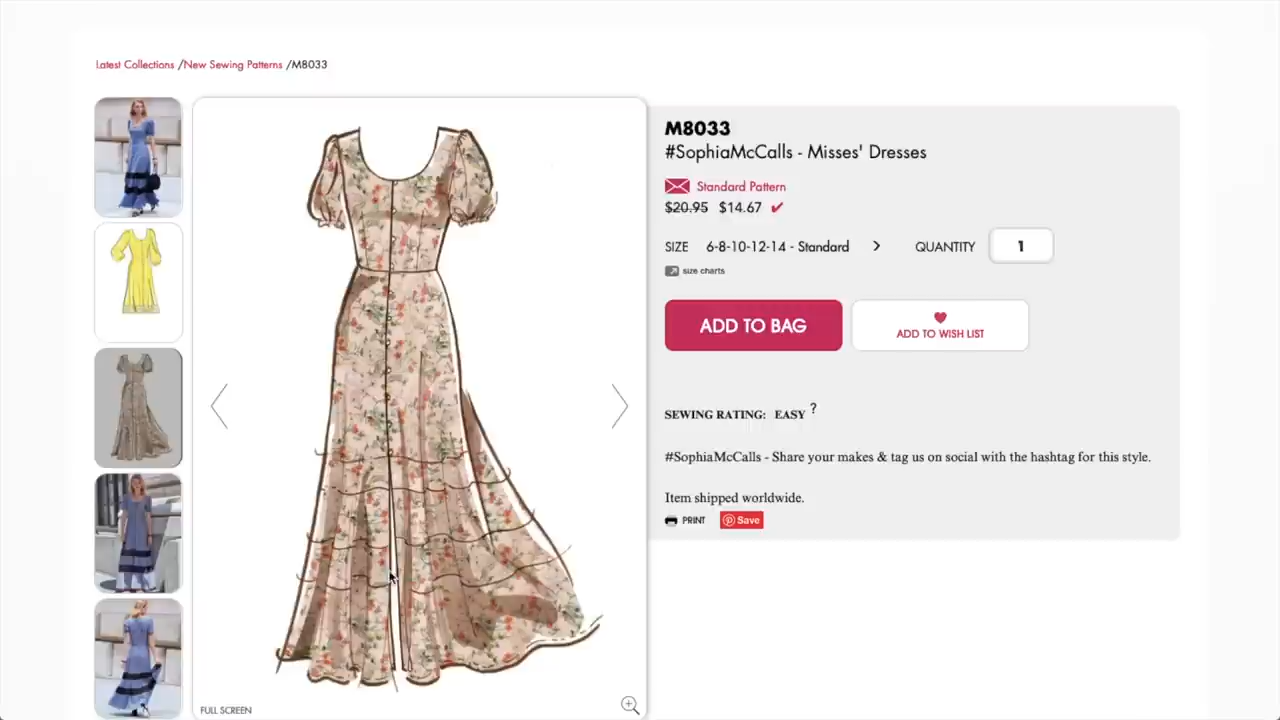 Latest Collections /New Sewing Patterns /M8033
M8033
#SophiaMcCalls - Misses' Dresses
Standard Pattern
$20.95 $14.67
SIZE 6-8-10-12-14 - Standard > QUANTITY 1
size charts
ADD TO BAG
ADD TO WISH LIST
SEWING RATING: EASY ?
#SophiaMcCalls - Share your makes & tag us on social with the hashtag for this style.
Item shipped worldwide.
PRINT Save
FULL SCREEN